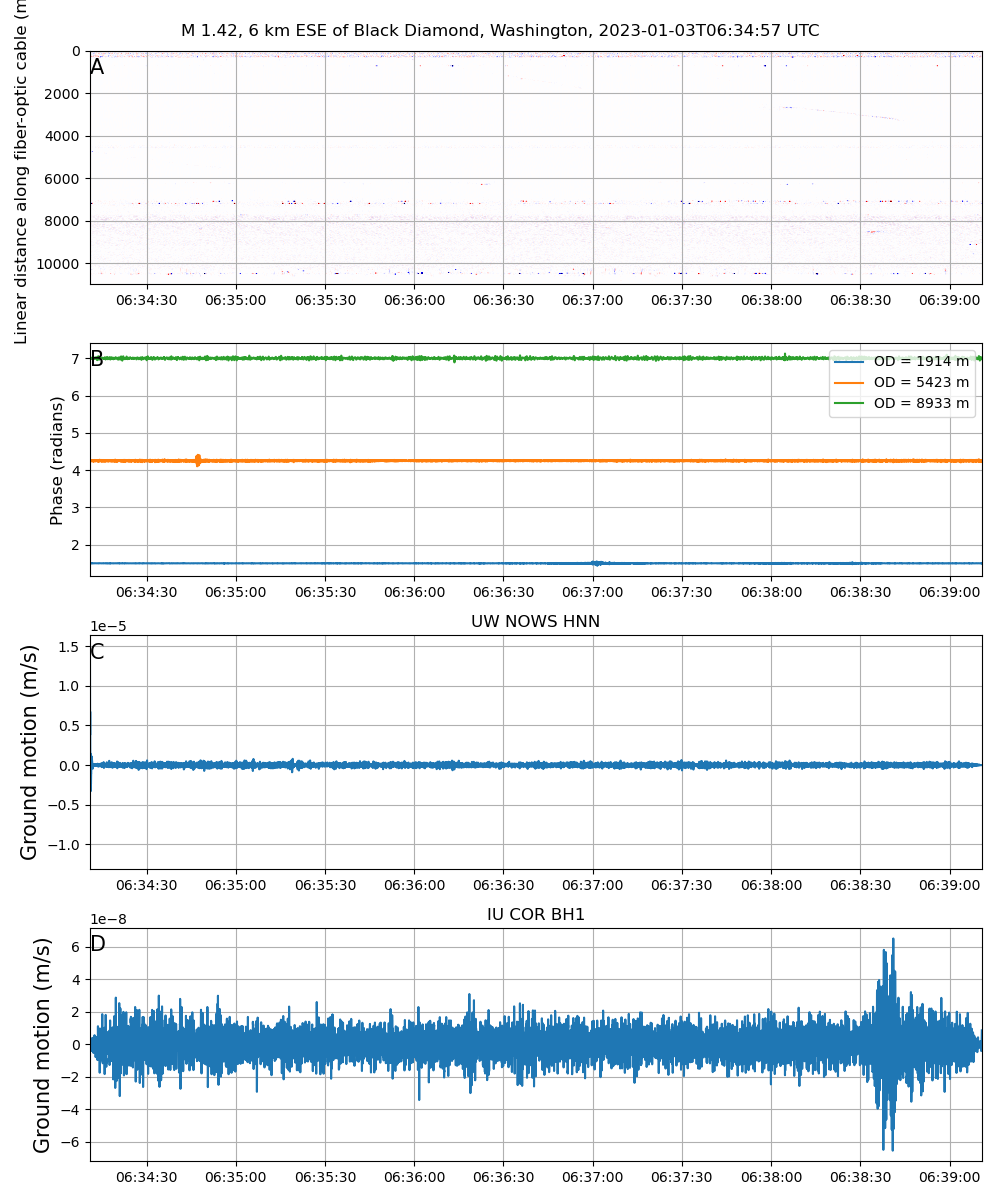 M 1.42, 6 km ESE of Black Diamond, Washington, 2023-01-03T06:34:57 UTC
A
Linear distance along fiber-optic cable (m
0
2000
4000
6000
8000
10000
06:34:30 06:35:00 06:35:30 06:36:00 06:36:30 06:37:00 06:37:30 06:38:00 06:38:30 06:39:00
B
Phase (radians)
7
6
5
4
3
2
OD = 1914 m
OD = 5423 m
OD = 8933 m
06:34:30 06:35:00 06:35:30 06:36:00 06:36:30 06:37:00 06:37:30 06:38:00 06:38:30 06:39:00
UW NOWS HNN
1e−5
C
Ground motion (m/s)
1.5
1.0
0.5
0.0
−0.5
−1.0
06:34:30 06:35:00 06:35:30 06:36:00 06:36:30 06:37:00 06:37:30 06:38:00 06:38:30 06:39:00
IU COR BH1
1e−8
D
Ground motion (m/s)
6
4
2
0
−2
−4
−6
06:34:30 06:35:00 06:35:30 06:36:00 06:36:30 06:37:00 06:37:30 06:38:00 06:38:30 06:39:00